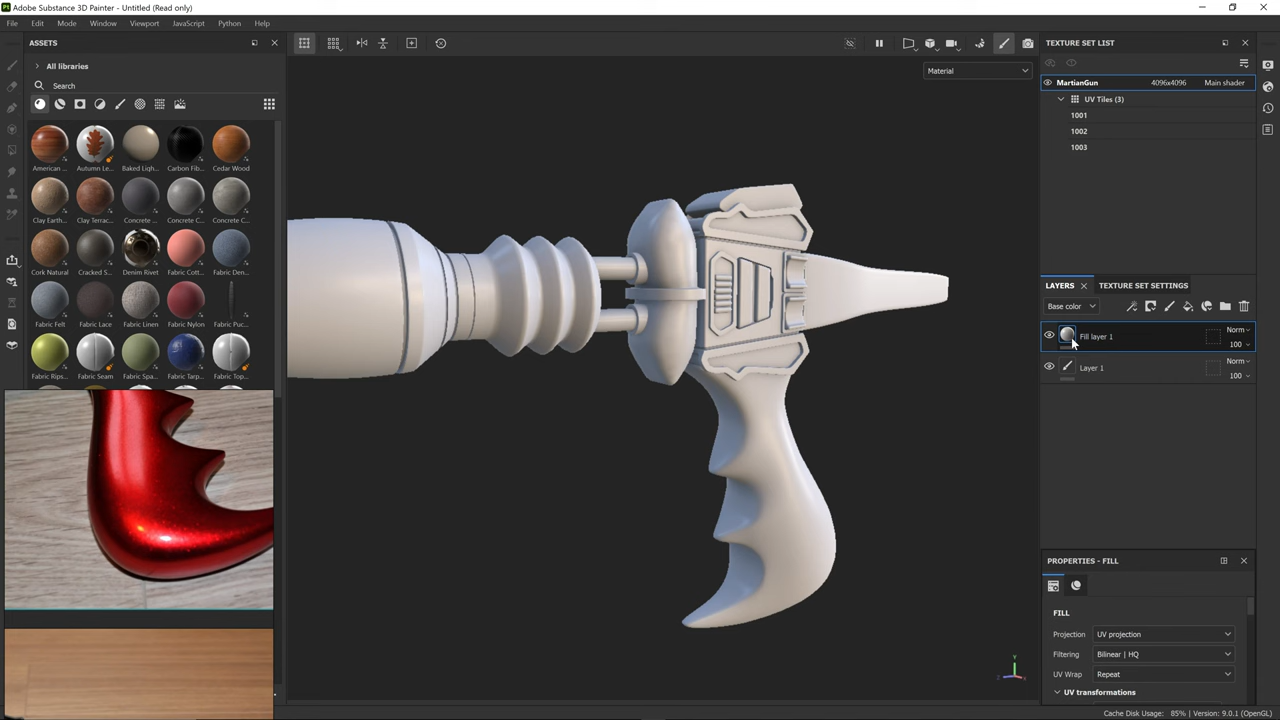 Adobe Substance 3D Painter - Untitled (Read only)
File Edit Mode Window Viewport JavaScript Python Help
ASSETS
All libraries
Search
American ... Autumn Le... Baked Ligh... Carbon Fib... Cedar Wood
Clay Earth... Clay Terrac... Concrete ... Concrete C... Concrete C...
Cork Natural Cracked S... Denim Rivet Fabric Cott... Fabric Den...
Fabric Felt Fabric Lace Fabric Linen Fabric Nylon Fabric Puc...
Fabric Rips... Fabric Seam Fabric Spa... Fabric Tarp... Fabric Top...
Material
Y
TEXTURE SET LIST
MartianGun 4096x4096 Main shader
UV Tiles (3)
1001
1002
1003
LAYERS TEXTURE SET SETTINGS
Base color
Fill layer 1 Norm 100
Layer 1 Norm 100
PROPERTIES - FILL
FILL
Projection UV projection
Filtering Bilinear | HQ
UV Wrap Repeat
UV transformations
Cache Disk Usage: 85% | Version: 9.0.1 (OpenGL)